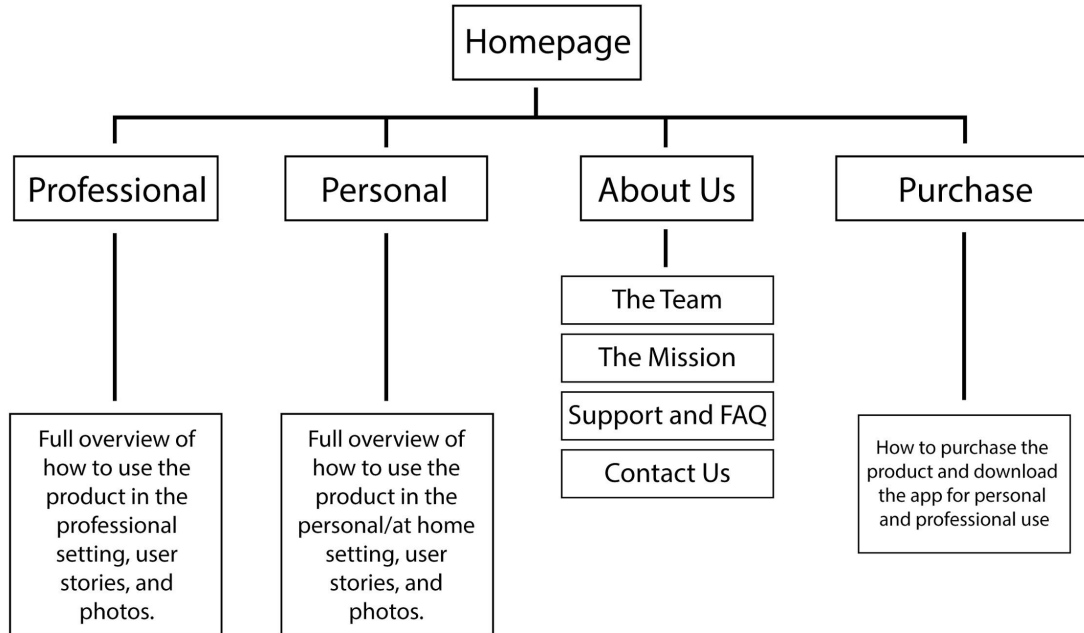 Homepage
Professional
Personal
About Us
Purchase
The Team
The Mission
Support and FAQ
Contact Us
Full overview of
how to use the
product in the
professional
setting, user
stories, and
photos.
Full overview of
how to use the
product in the
personal/at home
setting, user
stories, and
photos.
How to purchase the
product and download
the app for personal
and professional use